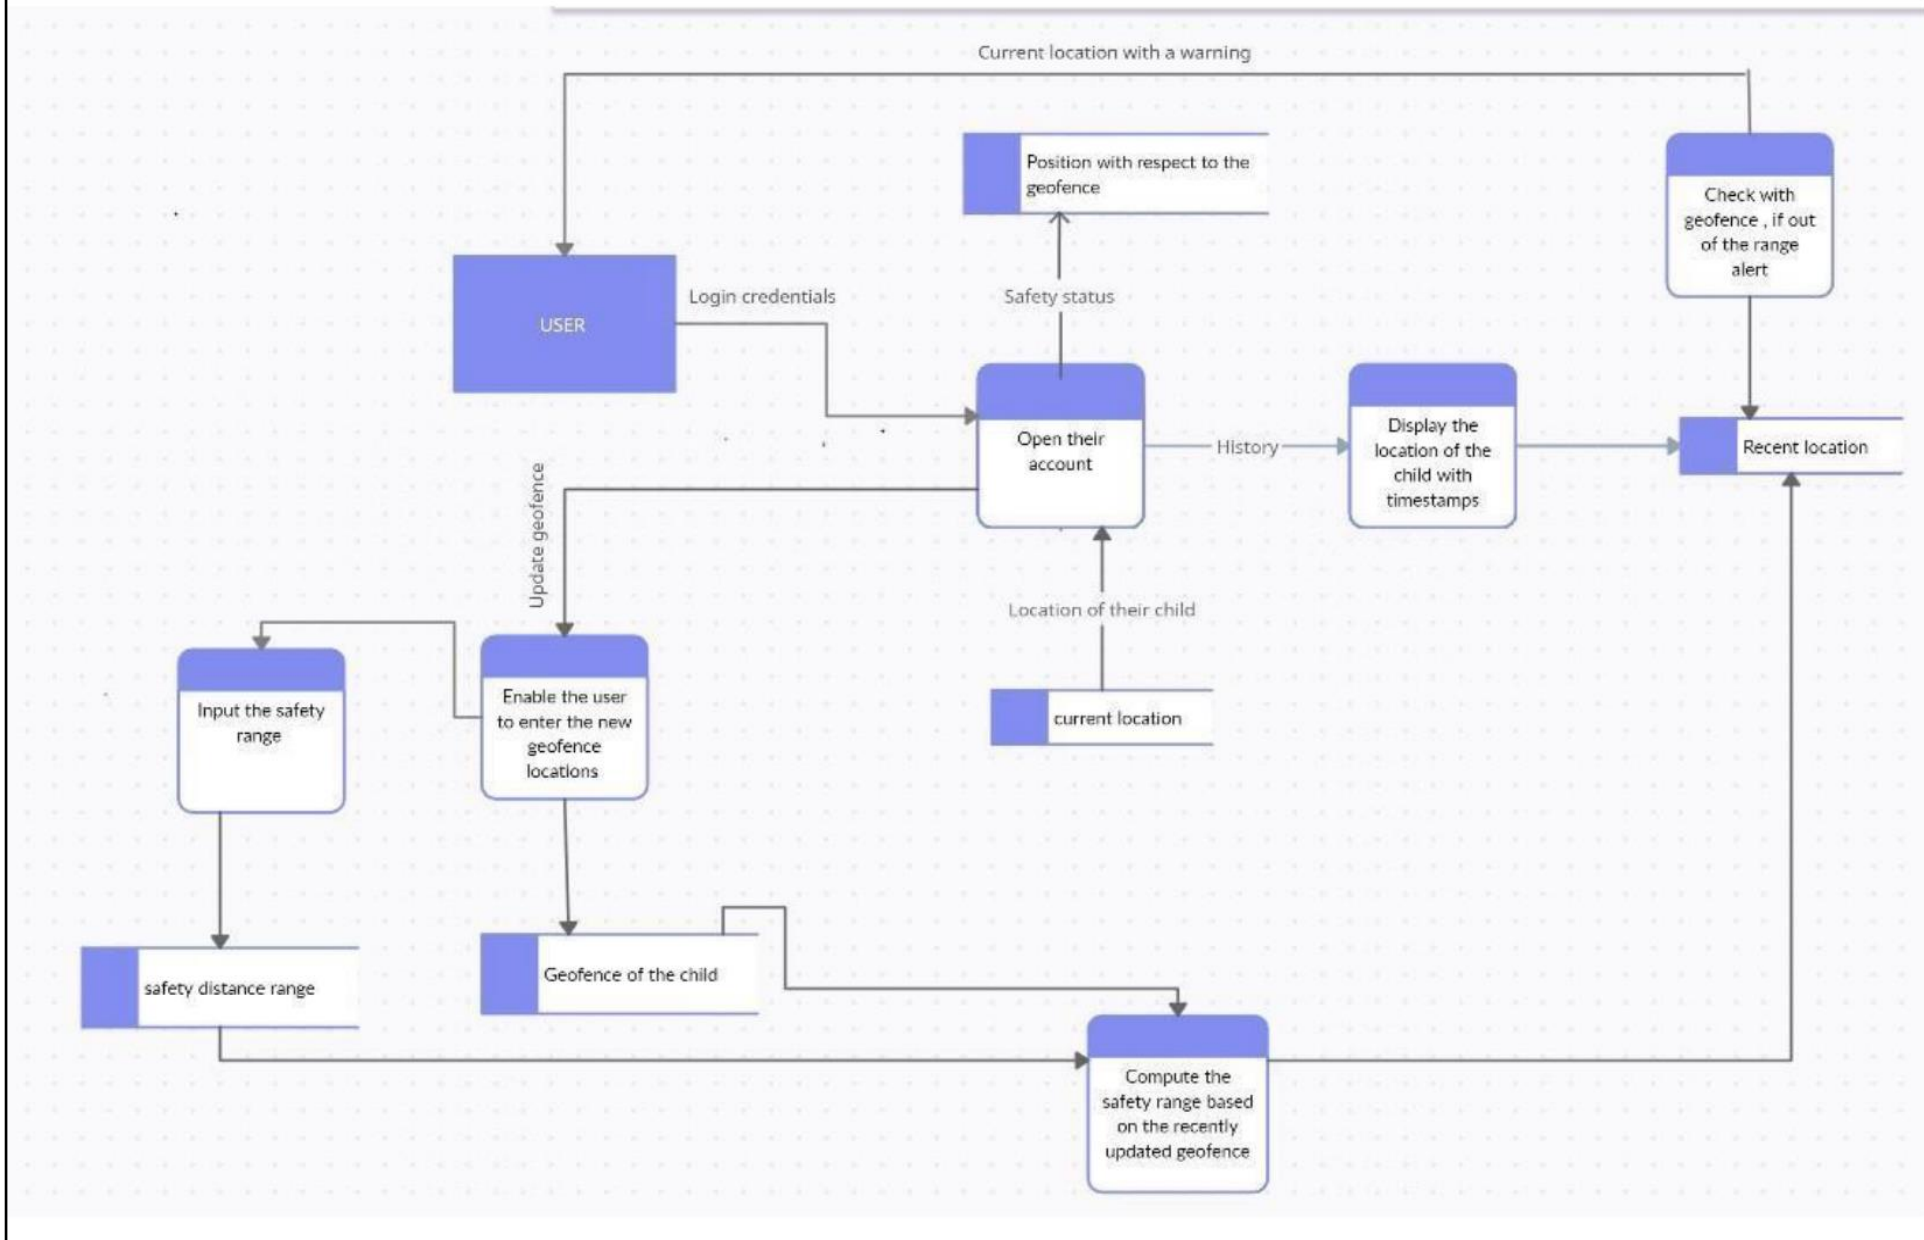 Current location with a warning
Position with respect to the
geofence
Check with
geofence , if out
of the range
alert
USER
Login credentials
Safety status
Open their
account
History
Display the
location of the
child with
timestamps
Recent location
Update geofence
Location of their child
current location
Input the safety
range
Enable the user
to enter the new
geofence
locations
safety distance range
Geofence of the child
Compute the
safety range based
on the recently
updated geofence